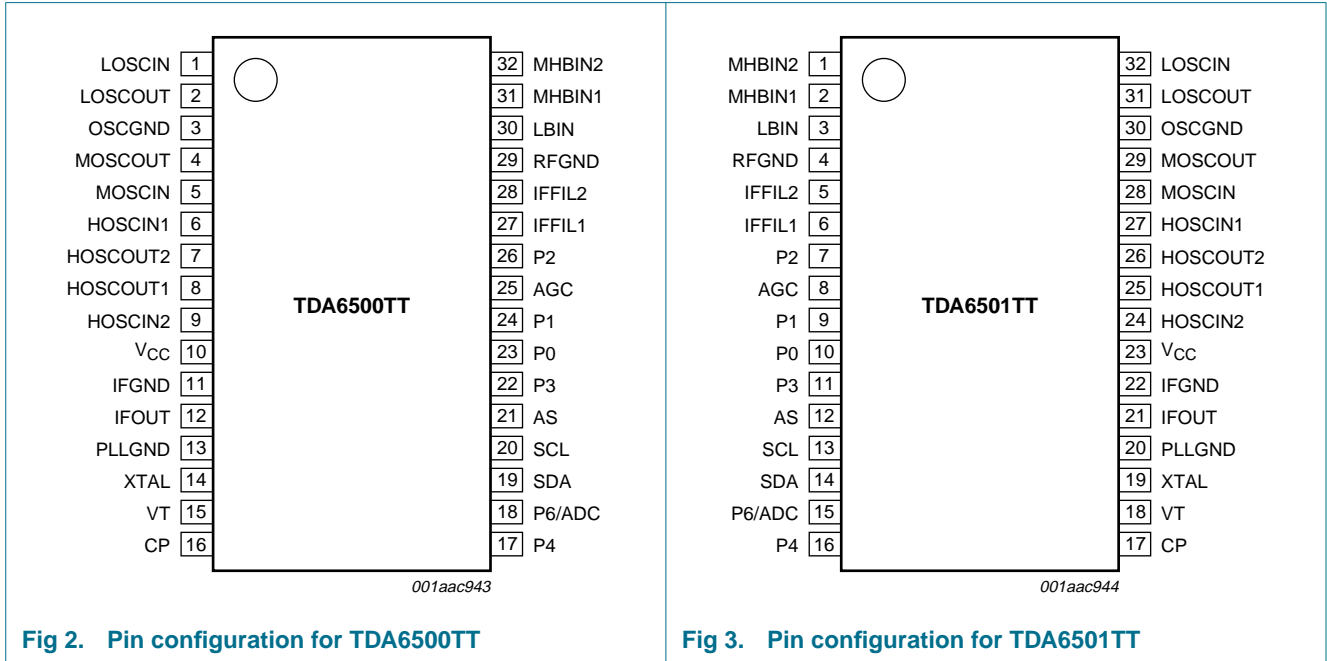 LOSCIN 1
LOSCOUT 2
OSCGND 3
MOSCOUT 4
MOSCIN 5
HOSCIN1 6
HOSCOUT2 7
HOSCOUT1 8
HOSCIN2 9
VCC 10
IFGND 11
IFOUT 12
PLLGND 13
XTAL 14
VT 15
CP 16
TDA6500TT
32 MHBIN2
31 MHBIN1
30 LBIN
29 RFGND
28 IFFIL2
27 IFFIL1
26 P2
25 AGC
24 P1
23 P0
22 P3
21 AS
20 SCL
19 SDA
18 P6/ADC
17 P4
001aac943
Fig 2. Pin configuration for TDA6500TT
MHBIN2 1
MHBIN1 2
LBIN 3
RFGND 4
IFFIL2 5
IFFIL1 6
P2 7
AGC 8
P1 9
P0 10
P3 11
AS 12
SCL 13
SDA 14
P6/ADC 15
P4 16
TDA6501TT
32 LOSCIN
31 LOSCOUT
30 OSCGND
29 MOSCOUT
28 MOSCIN
27 HOSCIN1
26 HOSCOUT2
25 HOSCOUT1
24 HOSCIN2
23 VCC
22 IFGND
21 IFOUT
20 PLLGND
19 XTAL
18 VT
17 CP
001aac944
Fig 3. Pin configuration for TDA6501TT